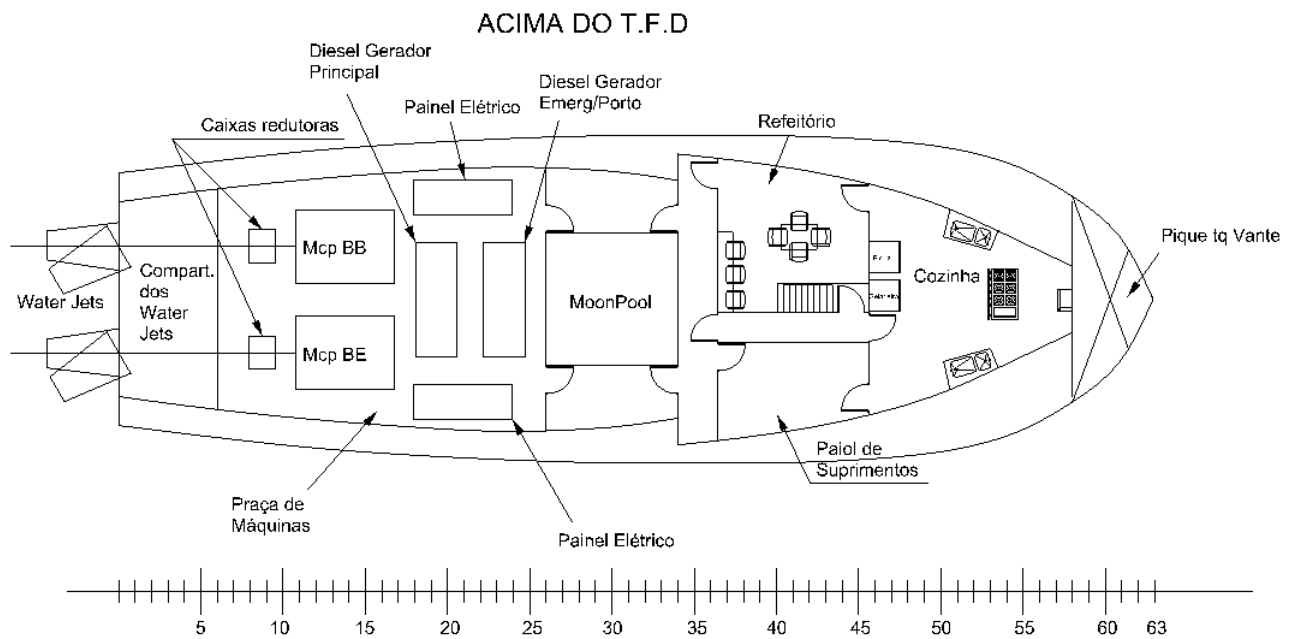 ACIMA DO T.F.D
Diesel Gerador
Principal
Diesel Gerador
Emerg/Porto
Painel Elétrico
Caixas redutoras
Refeitório
Mcp BB
Pique tq Vante
Compart.
dos
Water
Jets
Water Jets
MoonPool
Cozinha
Mcp BE
Paiol de
Suprimentos
Praça de
Máquinas
Painel Elétrico
5 10 15 20 25 30 35 40 45 50 55 60 63